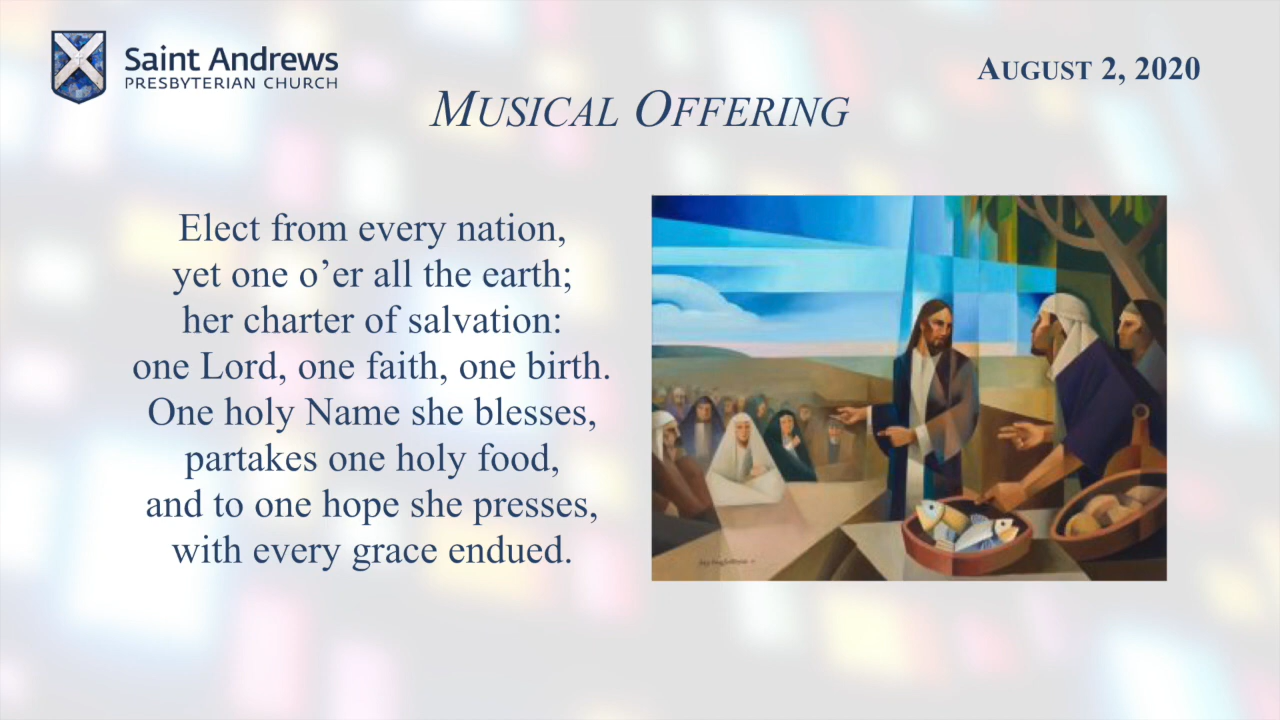 Saint Andrews
PRESBYTERIAN CHURCH
AUGUST 2, 2020
MUSICAL OFFERING
Elect from every nation,
yet one o’er all the earth;
her charter of salvation:
one Lord, one faith, one birth.
One holy Name she blesses,
partakes one holy food,
and to one hope she presses,
with every grace endued.